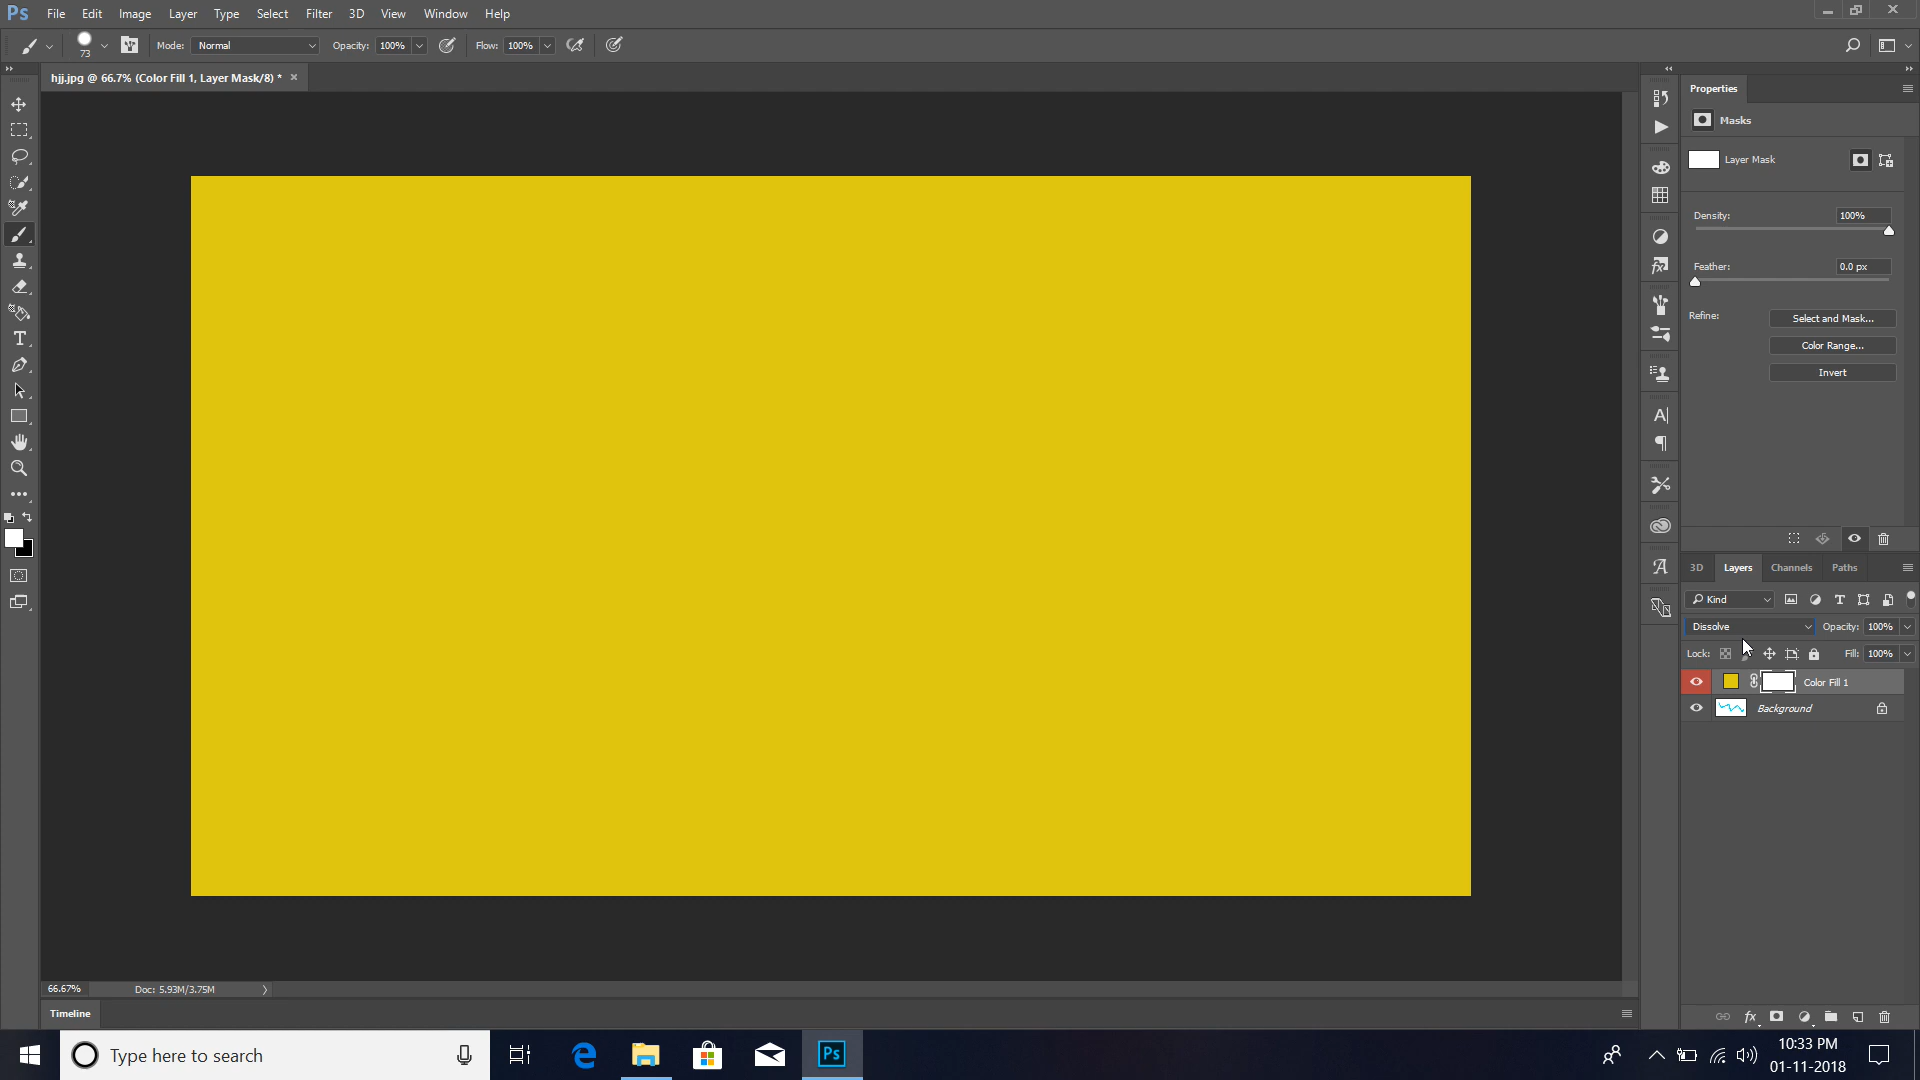 Ps File Edit Image Layer Type Select Filter 3D View Window Help
73 Mode: Normal Opacity: 100% Flow: 100%
hjj.jpg @ 66.7% (Color Fill 1, Layer Mask/8) * ×
Properties
Masks
Layer Mask
Density: 100%
Feather: 0.0 px
Refine: Select and Mask...
Color Range...
Invert
3D Layers Channels Paths
Kind
Dissolve Opacity: 100%
Lock: Fill: 100%
Color Fill 1
Background
66.67% Doc: 5.93M/3.75M
Timeline
Type here to search
Ps
10:33 PM
01-11-2018